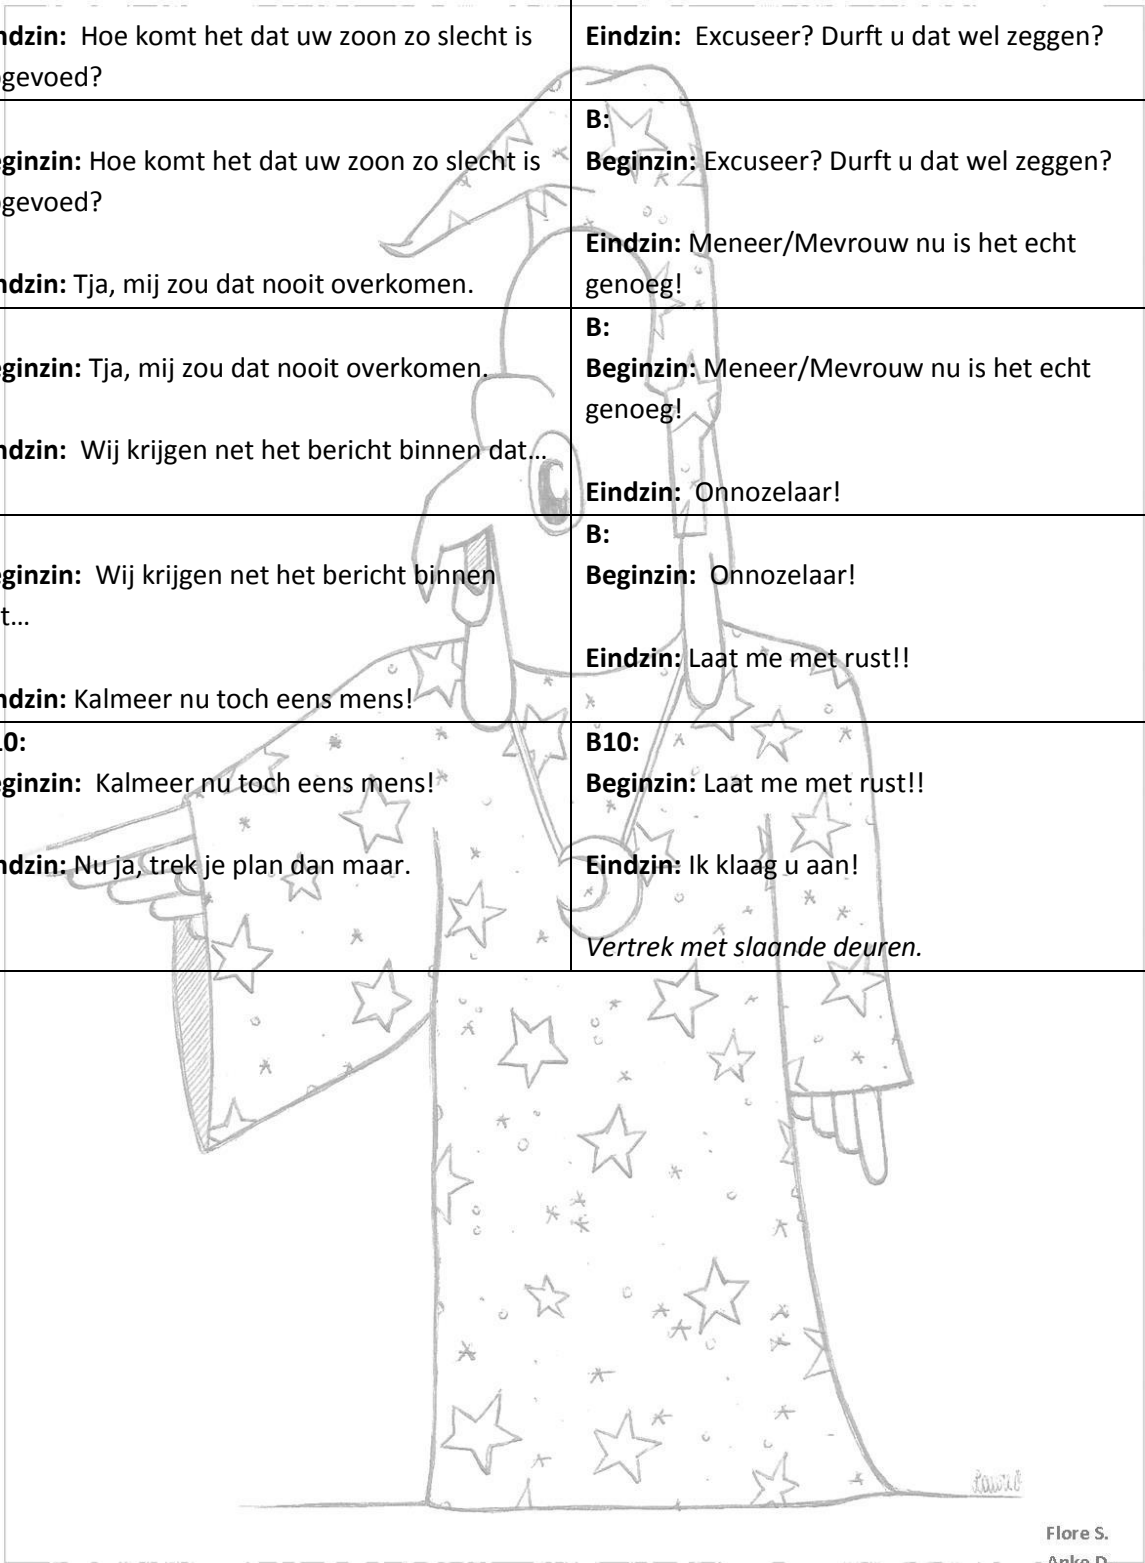 ndzin: Hoe komt het dat uw zoon zo slecht is
gevoed?
Eindzin: Excuseer? Durft u dat wel zeggen?
ginzin: Hoe komt het dat uw zoon zo slecht is
gevoed?
ndzin: Tja, mij zou dat nooit overkomen.
B:
Beginzin: Excuseer? Durft u dat wel zeggen?
Eindzin: Meneer/Mevrouw nu is het echt
genoeg!
ginzin: Tja, mij zou dat nooit overkomen.
ndzin: Wij krijgen net het bericht binnen dat…
B:
Beginzin: Meneer/Mevrouw nu is het echt
genoeg!
Eindzin: Onnozelaar!
ginzin: Wij krijgen net het bericht binnen
t…
ndzin: Kalmeer nu toch eens mens!
B:
Beginzin: Onnozelaar!
Eindzin: Laat me met rust!!
0:
ginzin: Kalmeer nu toch eens mens!
ndzin: Nu ja, trek je plan dan maar.
B10:
Beginzin: Laat me met rust!!
Eindzin: Ik klaag u aan!
Vertrek met slaande deuren.
Flore S.
Anke D.